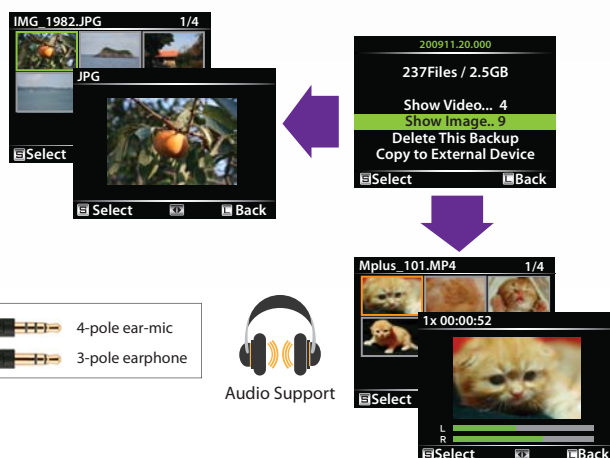 IMG_1982.JPG 1/4
JPG
Select
Select Back
200911.20.000
237Files / 2.5GB
Show Video... 4
Show Image.. 9
Delete This Backup
Copy to External Device
Select Back
Mplus_101.MP4 1/4
1x 00:00:52
L
R
Select
Select Back
4-pole ear-mic
3-pole earphone
Audio Support